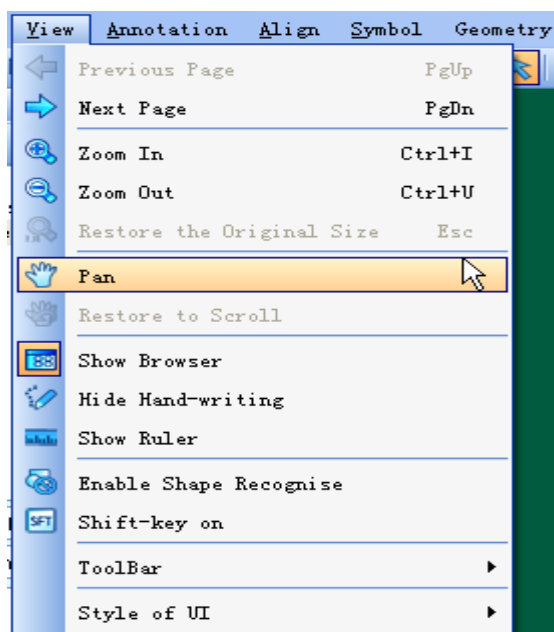 View Annotation Align Symbol Geometry
Previous Page PgUp
Next Page PgDn
Zoom In Ctrl+I
Zoom Out Ctrl+U
Restore the Original Size Esc
Pan
Restore to Scroll
Show Browser
Hide Hand-writing
Show Ruler
Enable Shape Recognise
SFT Shift-key on
ToolBar
Style of UI